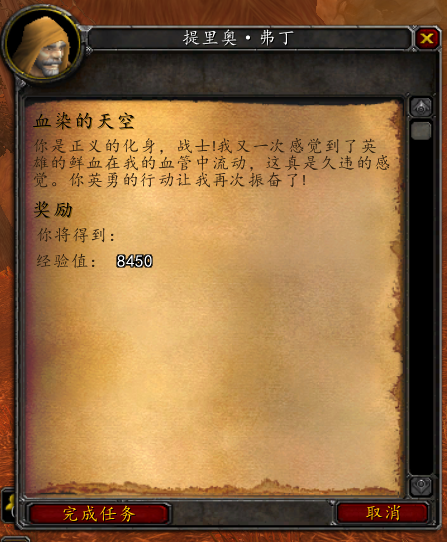 提里奥·弗丁
血染的天空
你是正义的化身，战士!我又一次感觉到了英
雄的鲜血在我的血管中流动，这真是久违的感
觉。你英勇的行动让我再次振奋了!
奖励
你将得到：
经验值： 8450
完成任务
取消